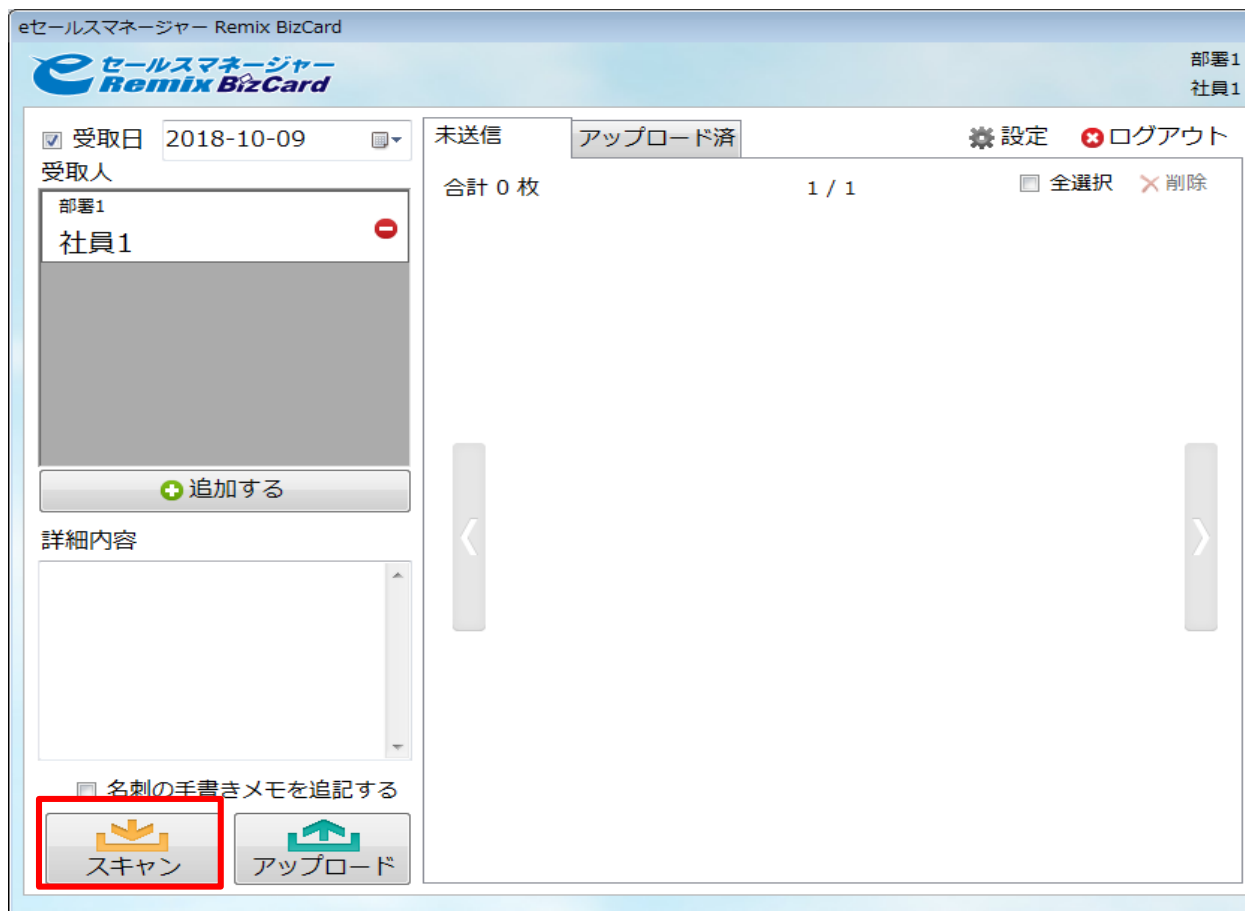 eセールスマネージャー Remix BizCard
eセールスマネージャー
Remix BizCard
部署1
社員1
受取日 2018-10-09
受取人
部署1
社員1
追加する
詳細内容
名刺の手書きメモを追記する
スキャン
アップロード
未送信
アップロード済
設定
ログアウト
合計 0 枚
1 / 1
全選択
削除